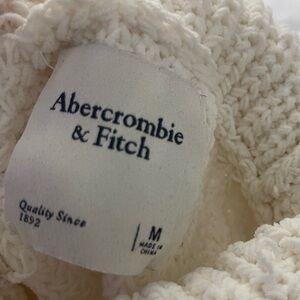 Abercrombie
& Fitch
Quality Since
1892
M
MADE IN
CHINA